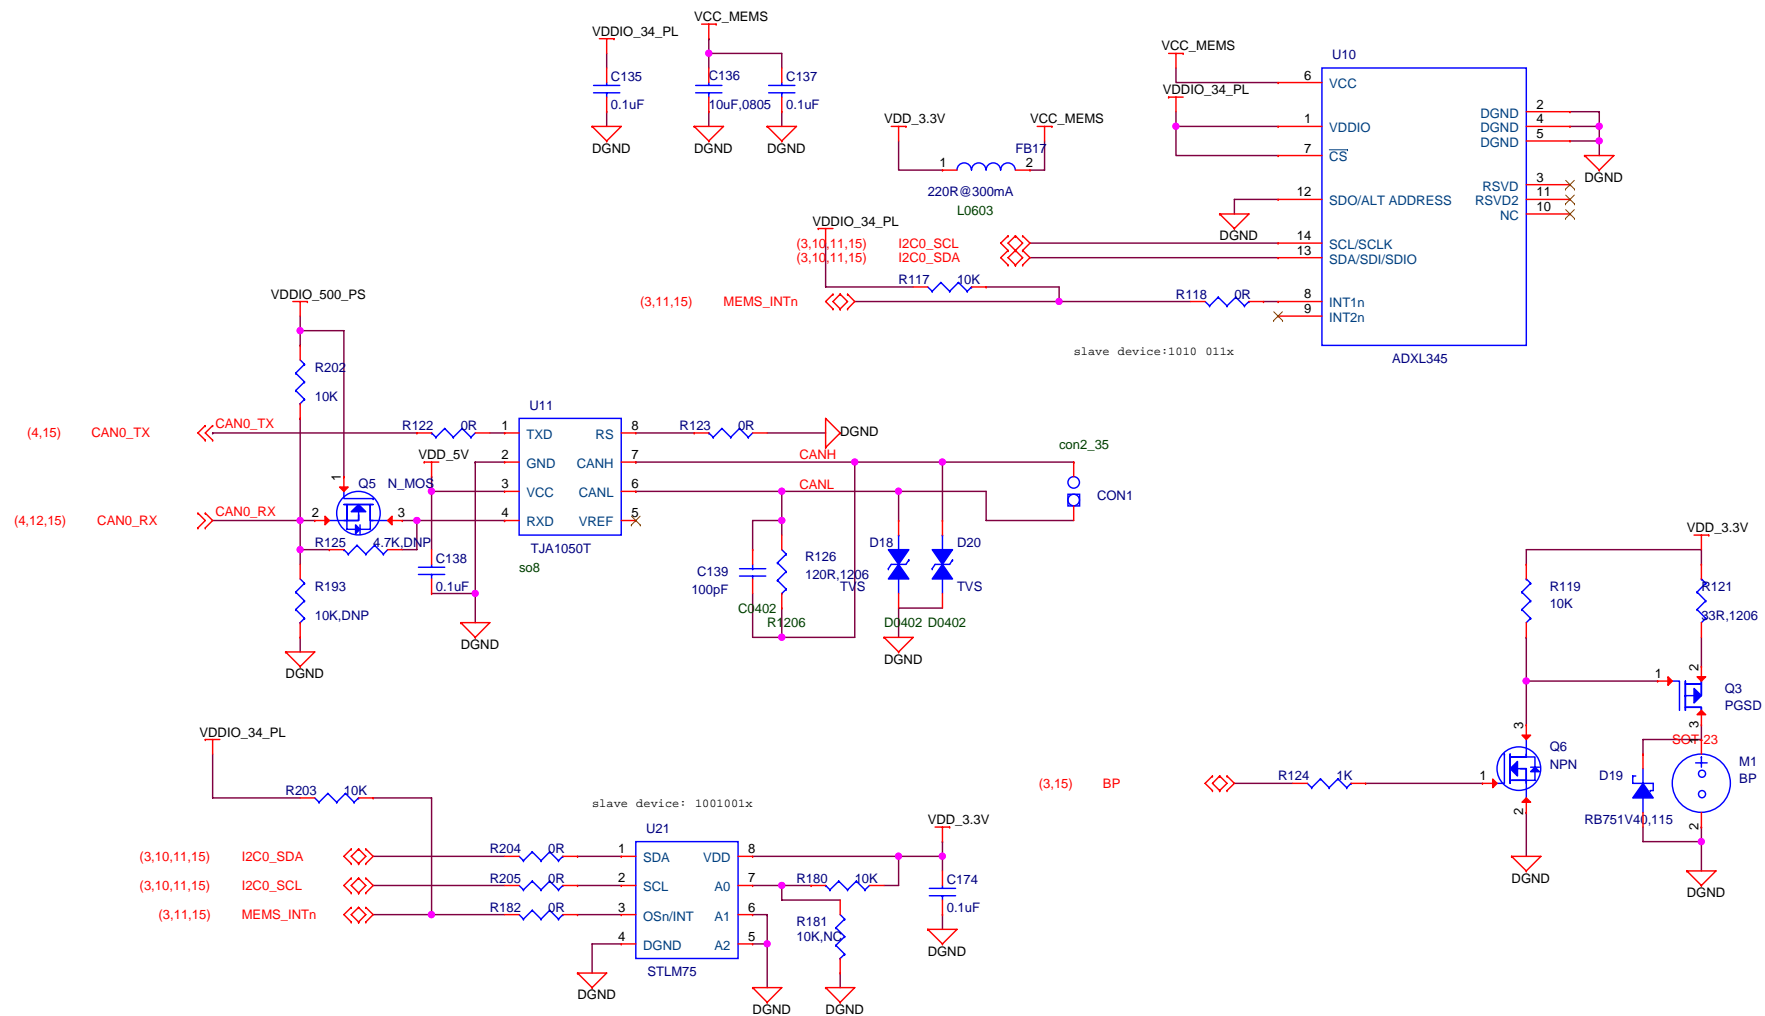 VCC_MEMS
VDDIO_34_PL
C135
0.1uF
DGND
C136
10uF,0805
DGND
C137
0.1uF
DGND
VDD_3.3V
VCC_MEMS
FB17
1
2
220R@300mA
L0603
VCC_MEMS
VDDIO_34_PL
U10
6 VCC
1 VDDIO
7 CS
12 SDO/ALT ADDRESS
14 SCL/SCLK
13 SDA/SDI/SDIO
8 INT1n
9 INT2n
DGND 2
DGND 4
DGND 5
RSVD 3
RSVD2 11
NC 10
DGND
DGND
ADXL345
VDDIO_34_PL
(3,10,11,15) I2C0_SCL
(3,10,11,15) I2C0_SDA
R117 10K
(3,11,15) MEMS_INTn
R118 0R
slave device:1010 011x
VDDIO_500_PS
R202
10K
(4,15) CAN0_TX
CAN0_TX
R122 0R
VDD_5V
Q5 N_MOS
1
2
3
(4,12,15) CAN0_RX
CAN0_RX
R125 4.7K,DNP
R193
10K,DNP
DGND
C138
0.1uF
DGND
U11
1 TXD
2 GND
3 VCC
4 RXD
RS 8
CANH 7
CANL 6
VREF 5
TJA1050T
so8
R123 0R
DGND
CANH
CANL
con2_35
CON1
C139
100pF
C0402
R126
120R,1206
R1206
D18
TVS
D0402
D20
TVS
D0402
DGND
VDD_3.3V
R119
10K
R121
33R,1206
1
2
3
Q3
PGSD
SOT-23
(3,15) BP
R124 1K
1
3
2
Q6
NPN
DGND
D19
RB751V40,115
M1
BP
2
DGND
VDDIO_34_PL
R203 10K
slave device: 1001001x
(3,10,11,15) I2C0_SDA
(3,10,11,15) I2C0_SCL
(3,11,15) MEMS_INTn
R204 0R
R205 0R
R182 0R
U21
1 SDA
2 SCL
3 OSn/INT
4 DGND
VDD 8
A0 7
A1 6
A2 5
STLM75
DGND
DGND
R180 10K
R181
10K,NC
DGND
VDD_3.3V
C174
0.1uF
DGND